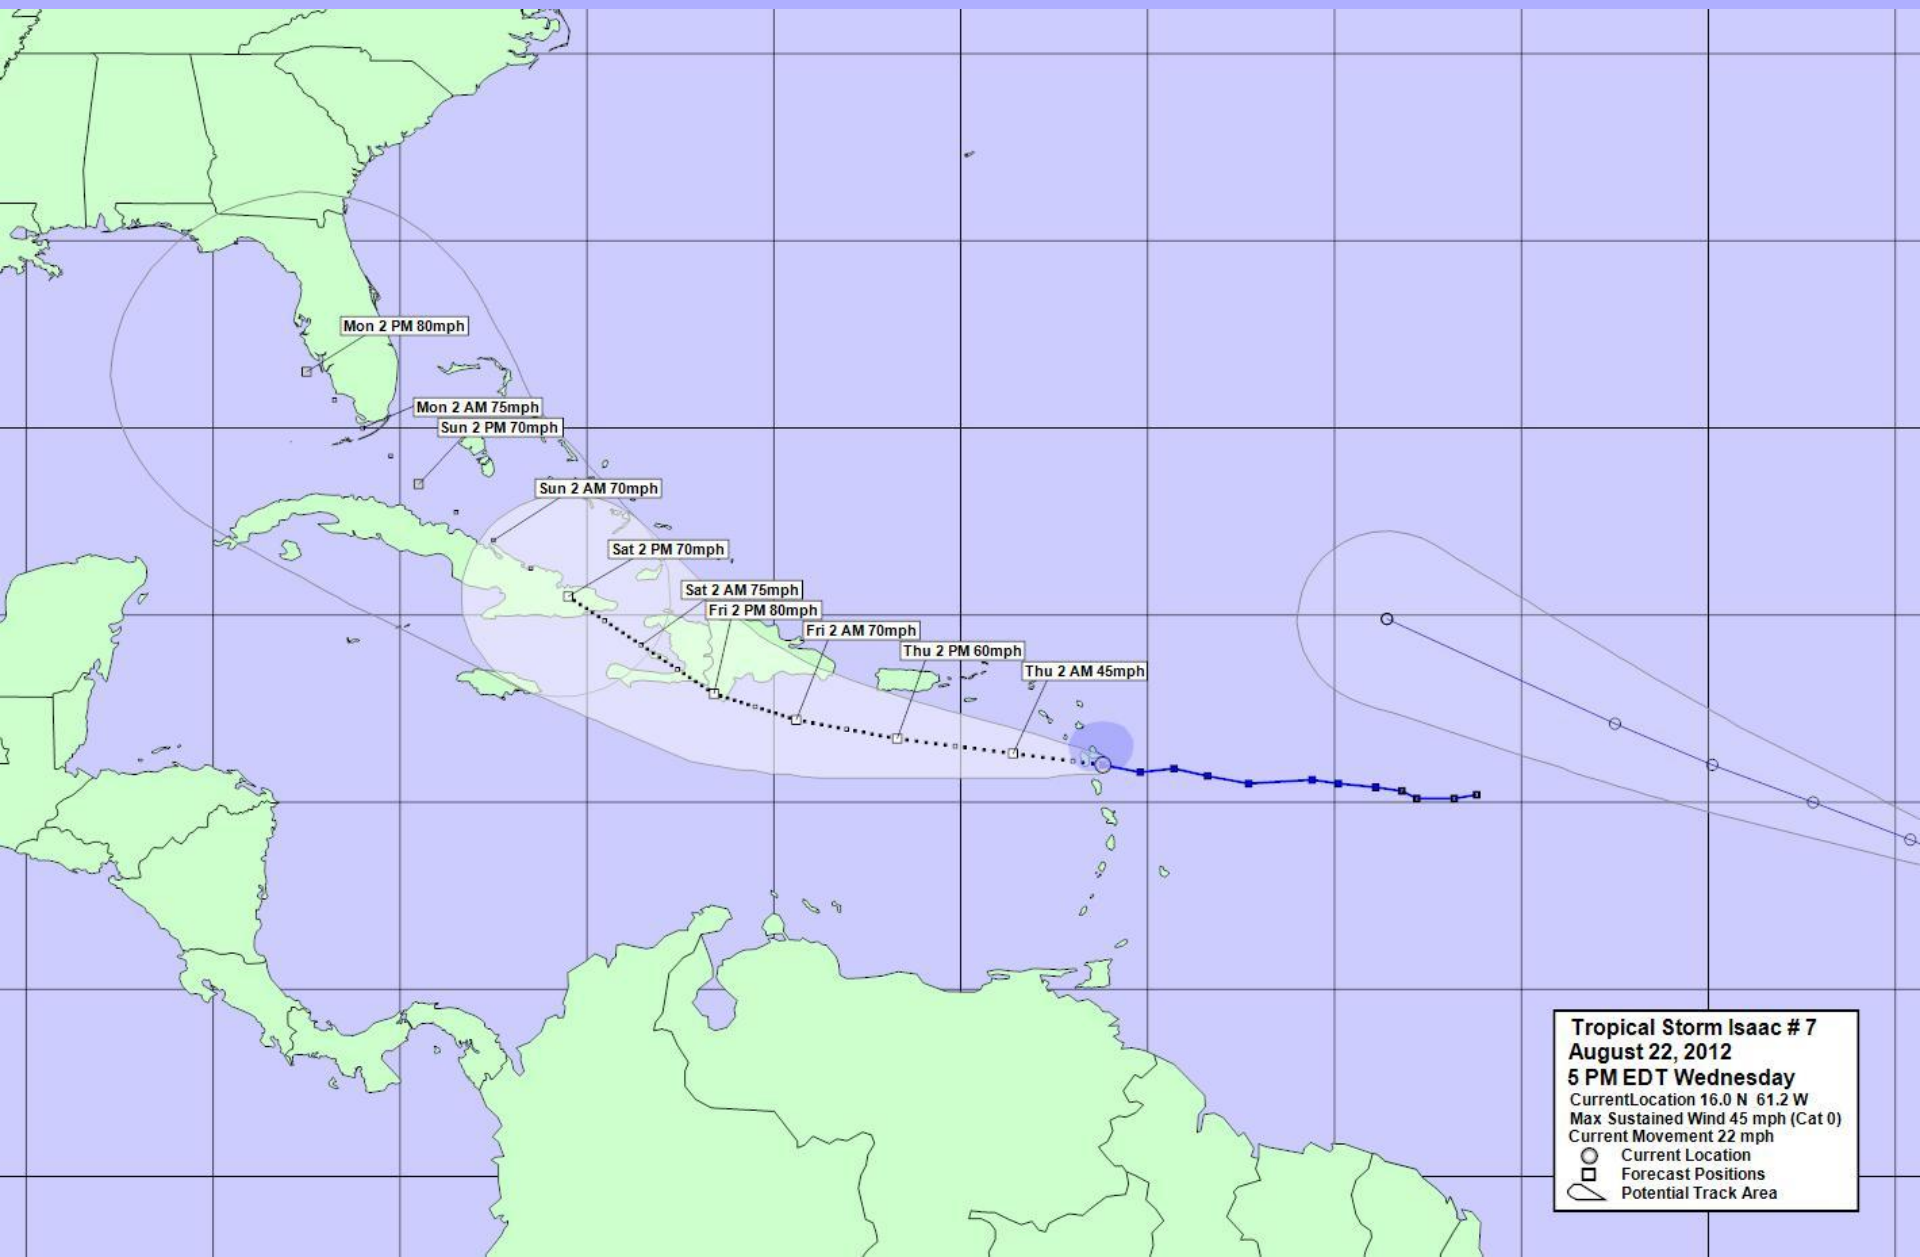 Mon 2 PM 80mph
Mon 2 AM 75mph
Sun 2 PM 70mph
Sun 2 AM 70mph
Sat 2 PM 70mph
Sat 2 AM 75mph
Fri 2 PM 80mph
Fri 2 AM 70mph
Thu 2 PM 60mph
Thu 2 AM 45mph
Tropical Storm Isaac # 7
August 22, 2012
5 PM EDT Wednesday
CurrentLocation 16.0 N 61.2 W
Max Sustained Wind 45 mph (Cat 0)
Current Movement 22 mph
Current Location
Forecast Positions
Potential Track Area